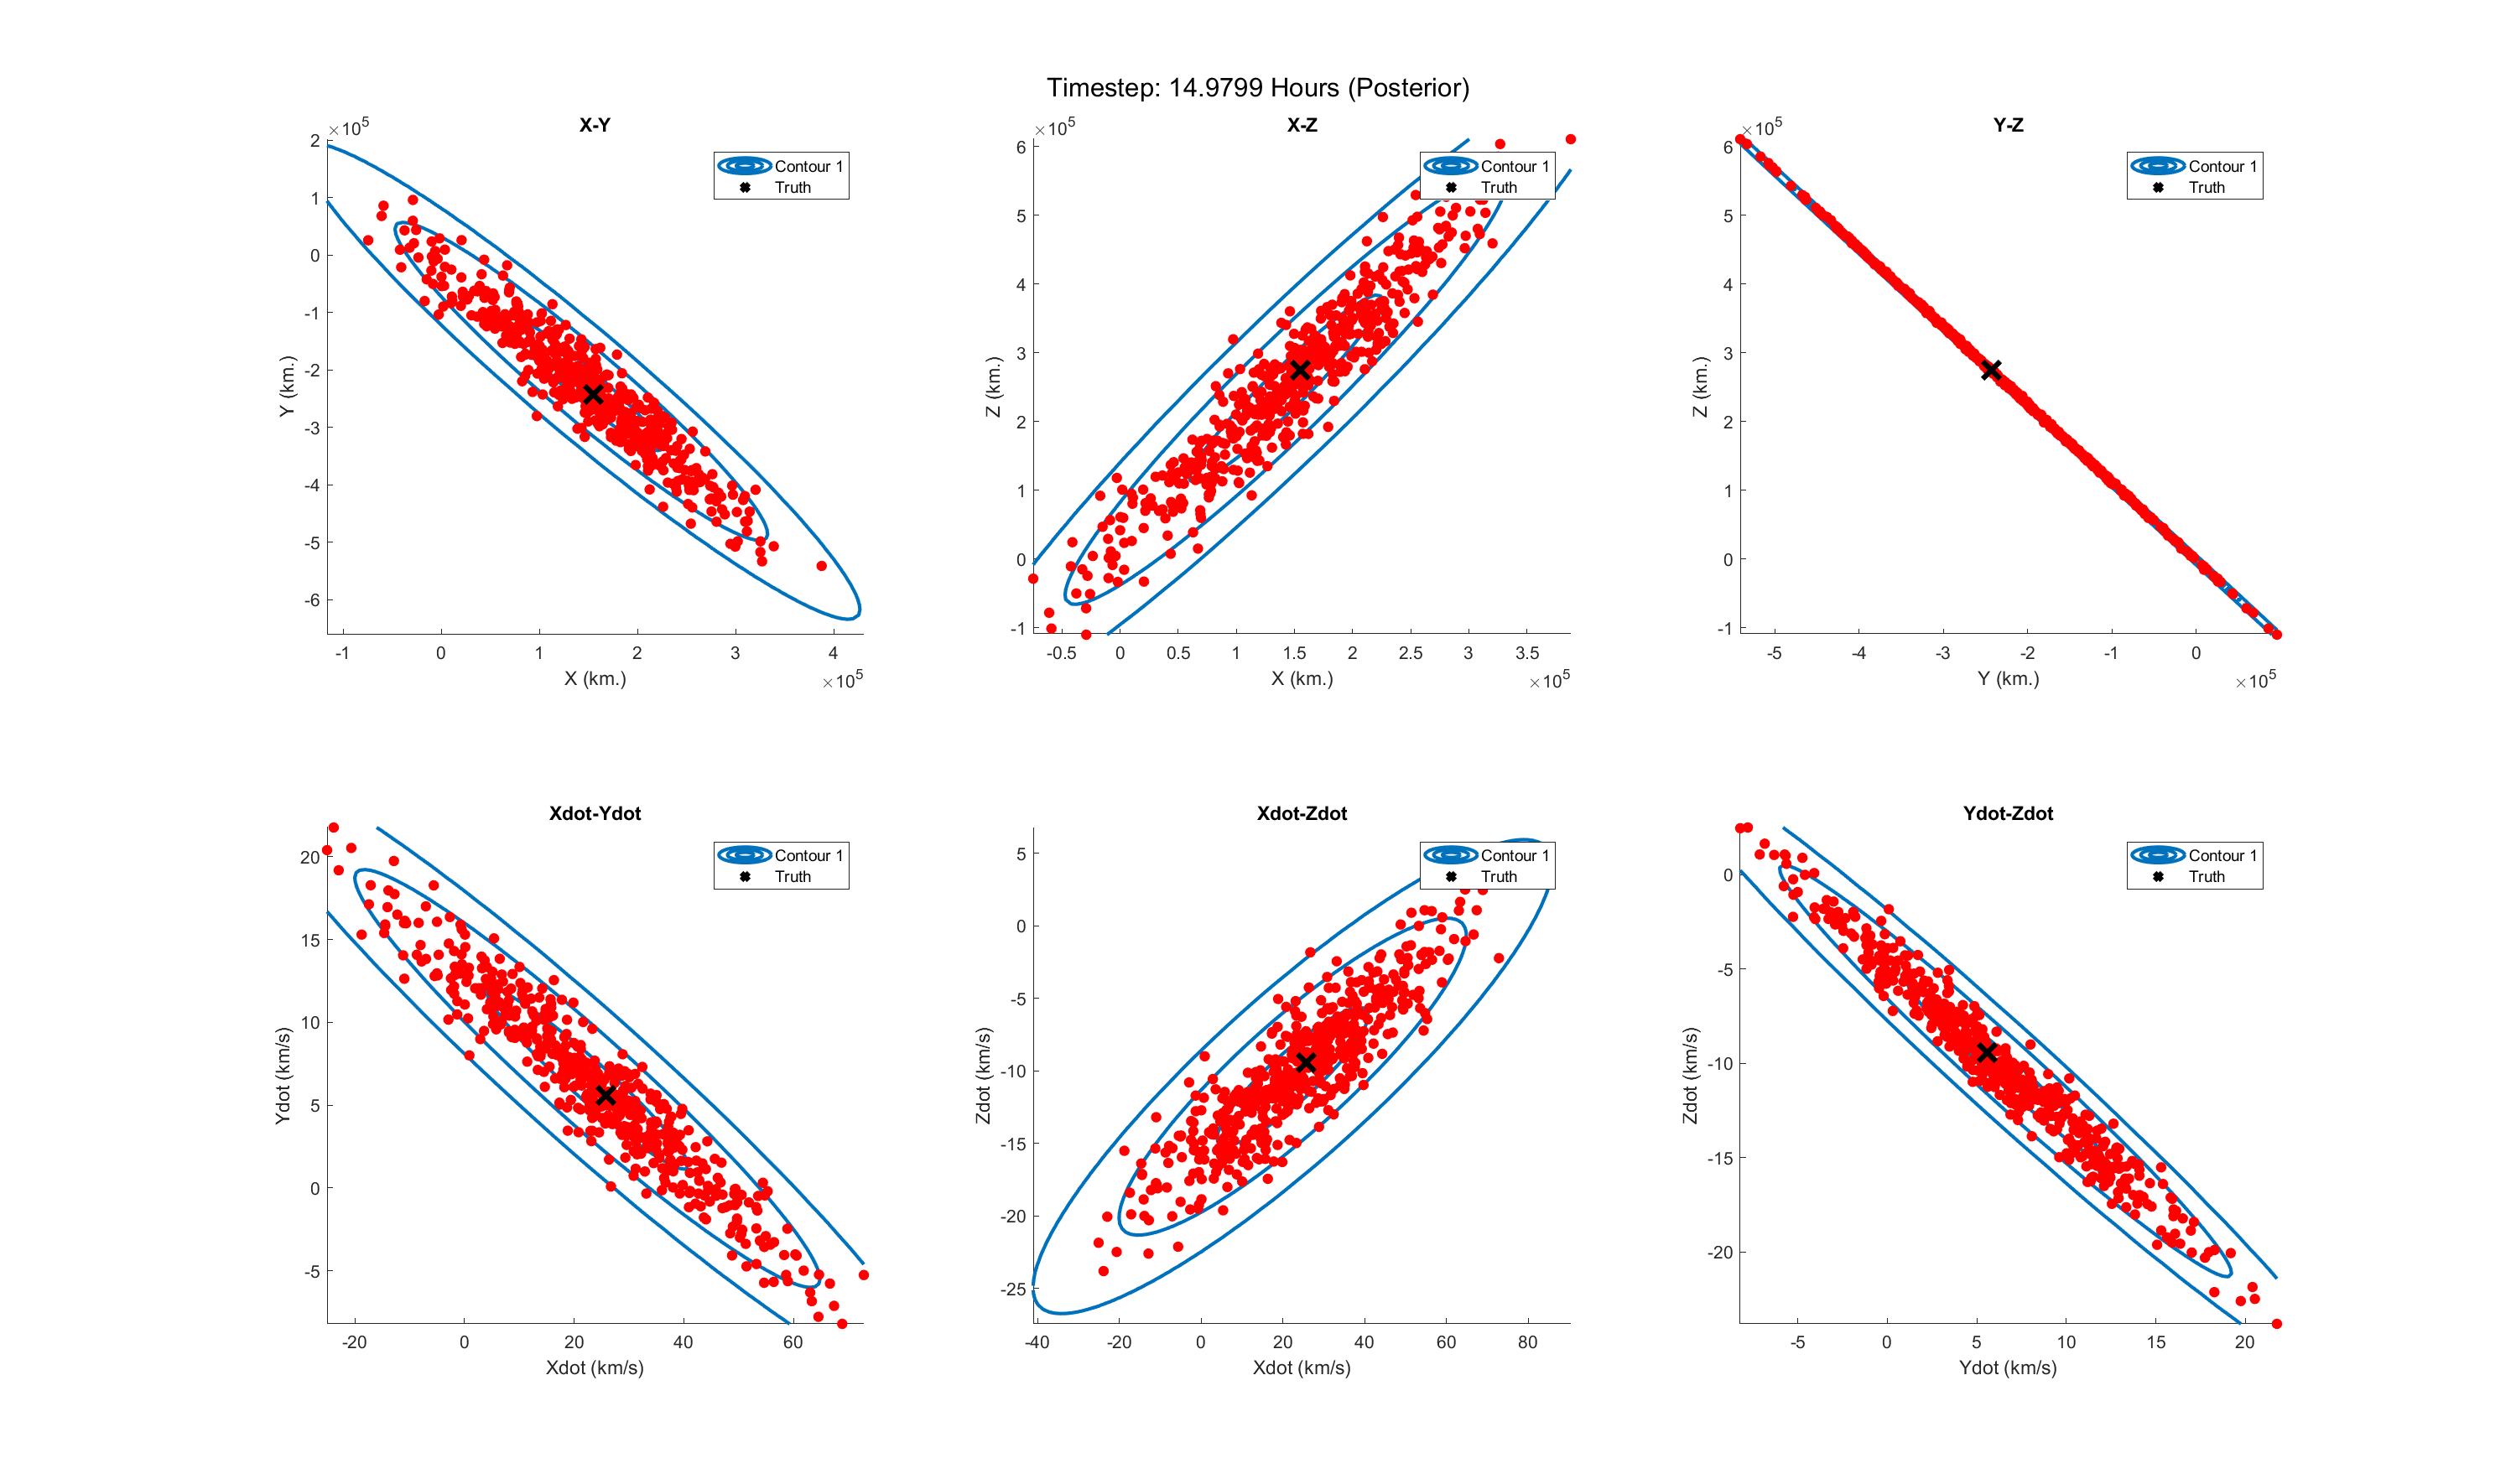 Timestep: 14.9799 Hours (Posterior)
X-Y
×10^5
Contour 1
Truth
2
1
0
-1
-2
-3
-4
-5
-6
Y (km.)
-1 0 1 2 3 4
X (km.)
×10^5
X-Z
×10^5
Contour 1
Truth
6
5
4
3
2
1
0
-1
Z (km.)
-0.5 0 0.5 1 1.5 2 2.5 3 3.5
X (km.)
×10^5
Y-Z
×10^5
Contour 1
Truth
6
5
4
3
2
1
0
-1
Z (km.)
-5 -4 -3 -2 -1 0
Y (km.)
×10^5
Xdot-Ydot
Contour 1
Truth
20
15
10
5
0
-5
Ydot (km/s)
-20 0 20 40 60
Xdot (km/s)
Xdot-Zdot
Contour 1
Truth
5
0
-5
-10
-15
-20
-25
Zdot (km/s)
-40 -20 0 20 40 60 80
Xdot (km/s)
Ydot-Zdot
Contour 1
Truth
0
-5
-10
-15
-20
Zdot (km/s)
-5 0 5 10 15 20
Ydot (km/s)